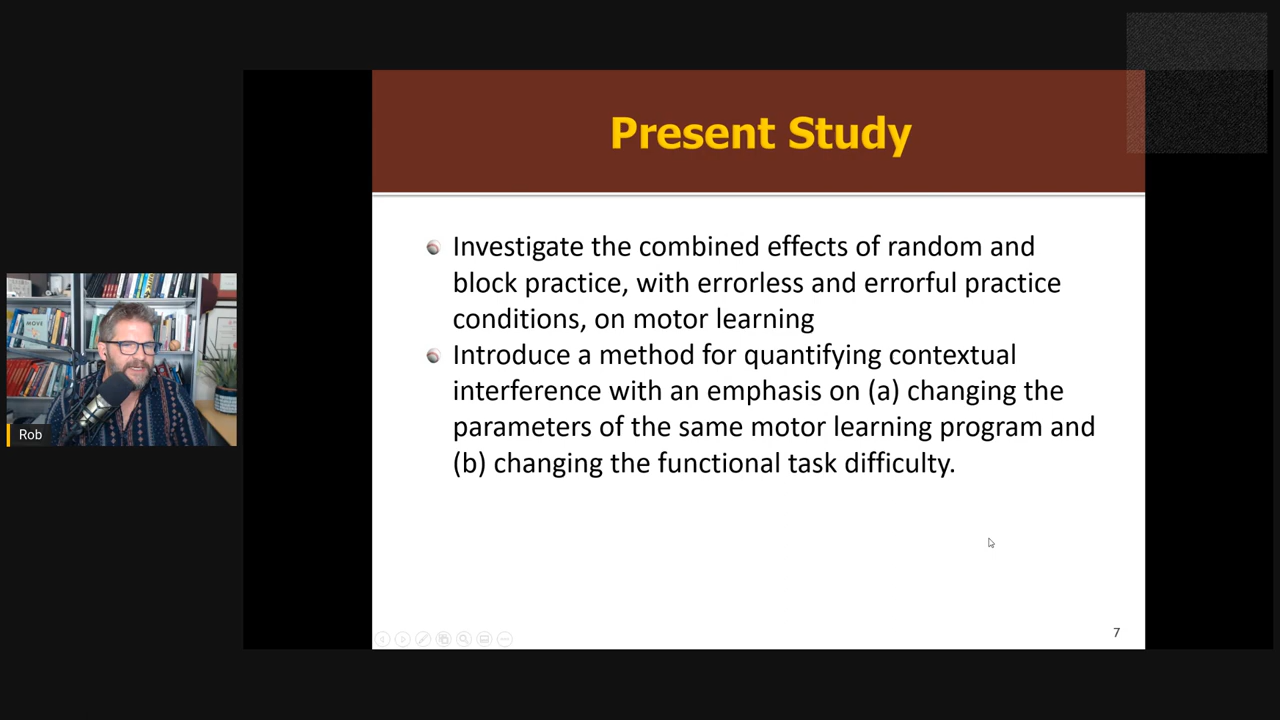 Present Study
Investigate the combined effects of random and
block practice, with errorless and errorful practice
conditions, on motor learning
Introduce a method for quantifying contextual
interference with an emphasis on (a) changing the
parameters of the same motor learning program and
(b) changing the functional task difficulty.
7
MOVE
Rob